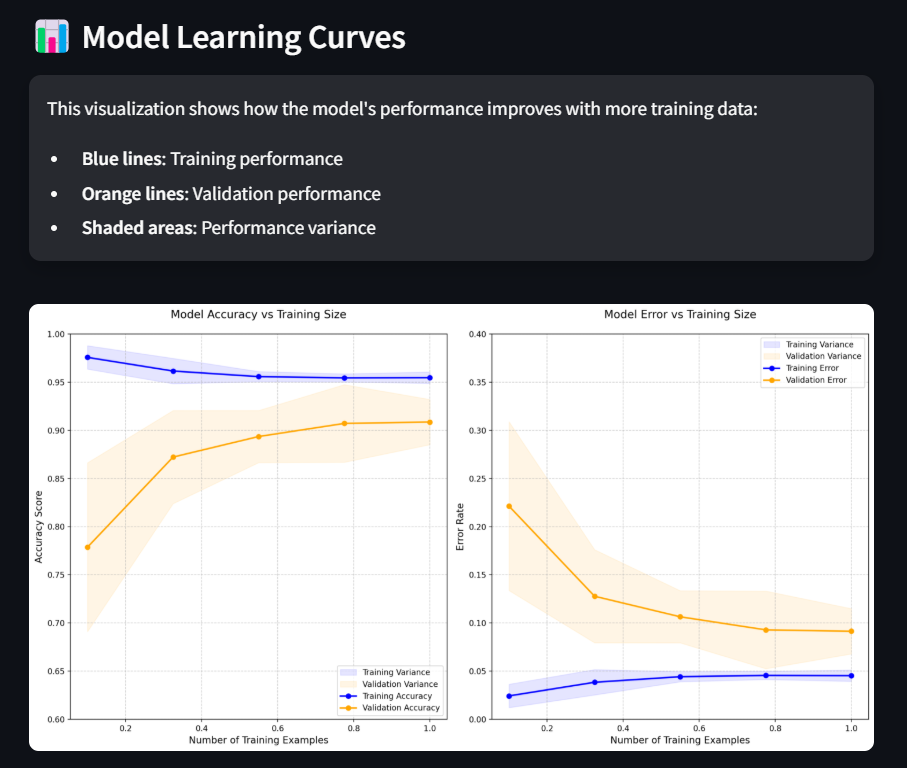 Model Learning Curves
This visualization shows how the model's performance improves with more training data:
• Blue lines: Training performance
• Orange lines: Validation performance
• Shaded areas: Performance variance
Model Accuracy vs Training Size
1.00
0.95
0.90
0.85
0.80
0.75
0.70
0.65
0.60
Accuracy Score
Training Variance
Validation Variance
Training Accuracy
Validation Accuracy
0.2 0.4 0.6 0.8 1.0
Number of Training Examples
Model Error vs Training Size
0.40
0.35
0.30
0.25
0.20
0.15
0.10
0.05
0.00
Error Rate
Training Variance
Validation Variance
Training Error
Validation Error
0.2 0.4 0.6 0.8 1.0
Number of Training Examples